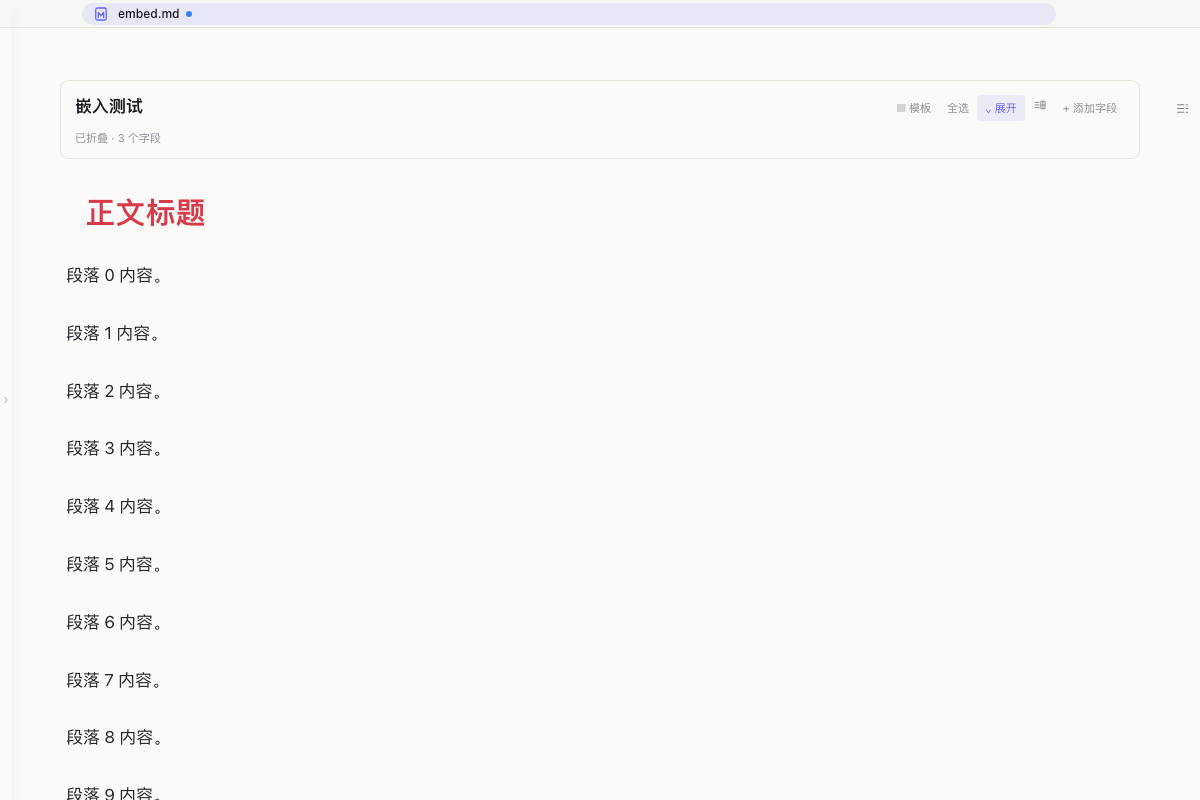 embed.md
嵌入测试
模板 全选 展开 + 添加字段
已折叠 · 3 个字段
正文标题
段落 0 内容。
段落 1 内容。
段落 2 内容。
段落 3 内容。
段落 4 内容。
段落 5 内容。
段落 6 内容。
段落 7 内容。
段落 8 内容。
段落 9 内容。